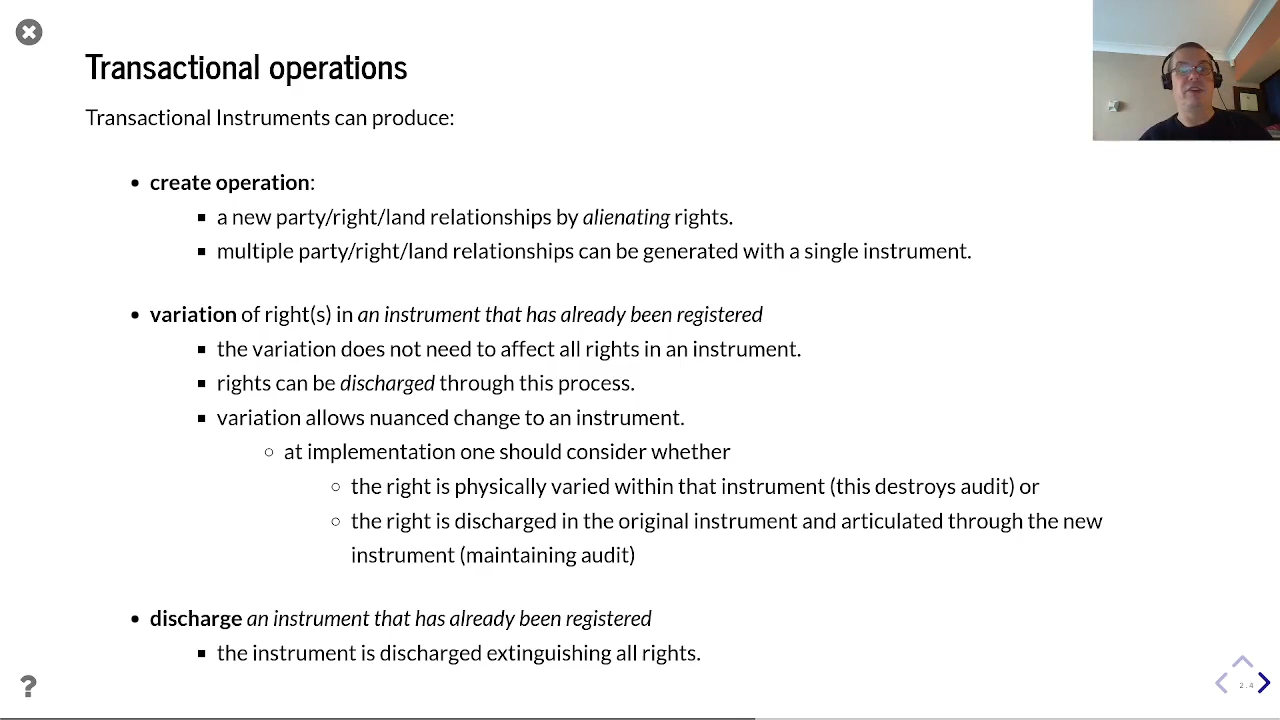 Transactional operations
Transactional Instruments can produce:
create operation:
a new party/right/land relationships by alienating rights.
multiple party/right/land relationships can be generated with a single instrument.
variation of right(s) in an instrument that has already been registered
the variation does not need to affect all rights in an instrument.
rights can be discharged through this process.
variation allows nuanced change to an instrument.
at implementation one should consider whether
the right is physically varied within that instrument (this destroys audit) or
the right is discharged in the original instrument and articulated through the new
instrument (maintaining audit)
discharge an instrument that has already been registered
the instrument is discharged extinguishing all rights.
?
2.4